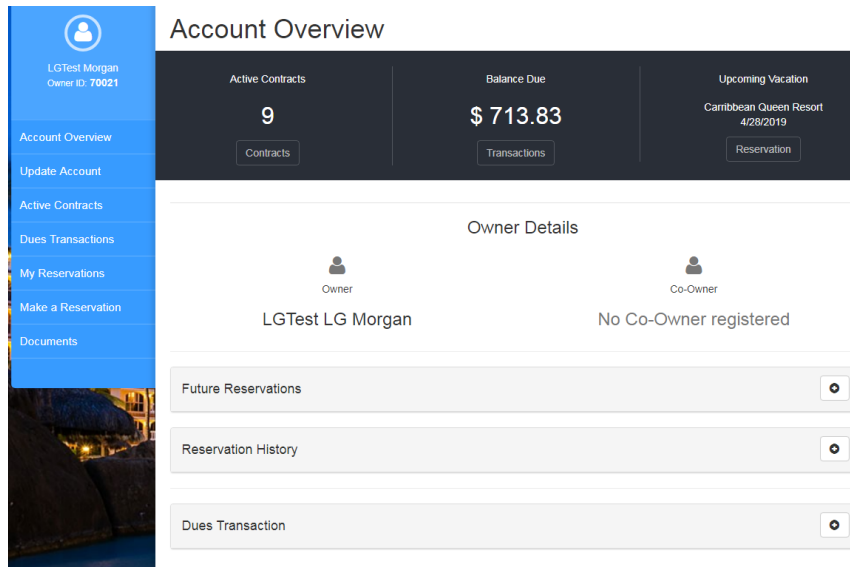 LGTest Morgan
Owner ID: 70021
Account Overview
Update Account
Active Contracts
Dues Transactions
My Reservations
Make a Reservation
Documents
Account Overview
Active Contracts
9
Contracts
Balance Due
$ 713.83
Transactions
Upcoming Vacation
Carribbean Queen Resort
4/28/2019
Reservation
Owner Details
Owner
LGTest LG Morgan
Co-Owner
No Co-Owner registered
Future Reservations
Reservation History
Dues Transaction